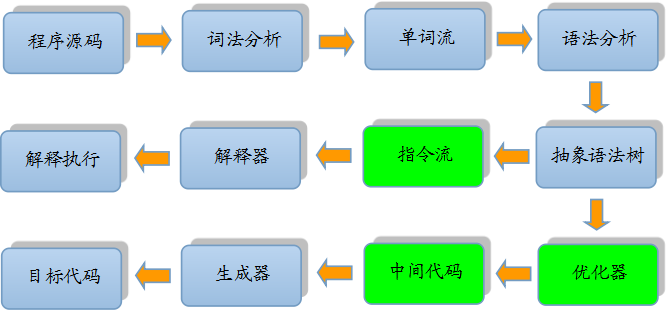 程序源码
词法分析
单词流
语法分析
抽象语法树
指令流
解释器
解释执行
优化器
中间代码
生成器
目标代码